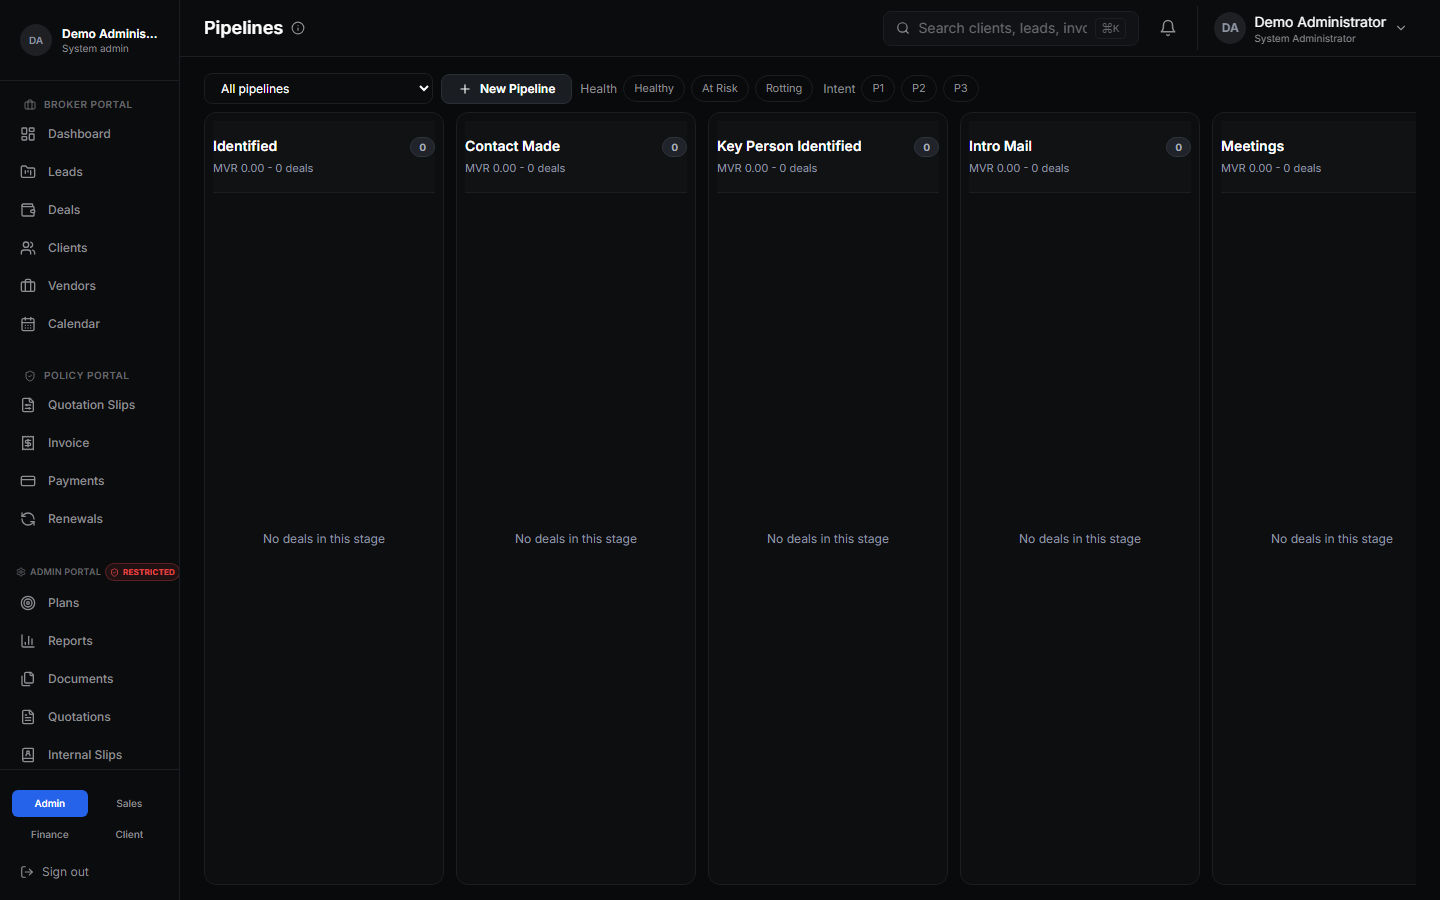 DA
Demo Adminis...
System admin
BROKER PORTAL
Dashboard
Leads
Deals
Clients
Vendors
Calendar
POLICY PORTAL
Quotation Slips
Invoice
Payments
Renewals
ADMIN PORTAL
RESTRICTED
Plans
Reports
Documents
Quotations
Internal Slips
Admin
Sales
Finance
Client
Sign out
Pipelines
Search clients, leads, invo
⌘K
DA
Demo Administrator
System Administrator
All pipelines
+ New Pipeline
Health
Healthy
At Risk
Rotting
Intent
P1
P2
P3
Identified
0
MVR 0.00 - 0 deals
No deals in this stage
Contact Made
0
MVR 0.00 - 0 deals
No deals in this stage
Key Person Identified
0
MVR 0.00 - 0 deals
No deals in this stage
Intro Mail
0
MVR 0.00 - 0 deals
No deals in this stage
Meetings
MVR 0.00 - 0 deals
No deals in this stage